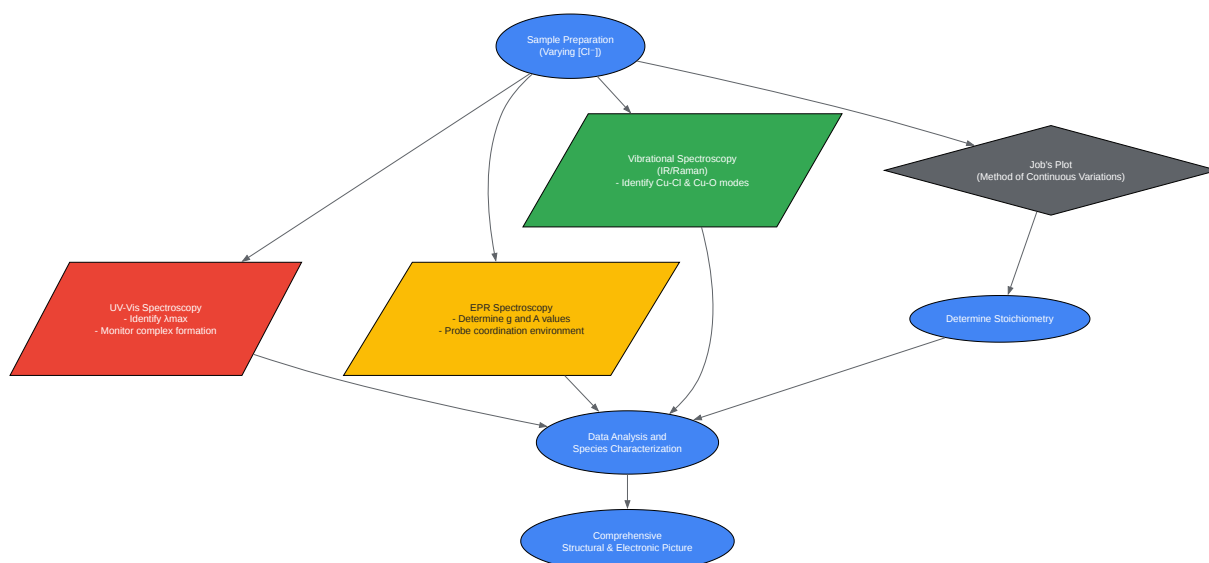 Sample Preparation
(Varying [Cl⁻])
Vibrational Spectroscopy
(IR/Raman)
- Identify Cu-Cl & Cu-O modes
Job's Plot
(Method of Continuous Variations)
UV-Vis Spectroscopy
- Identify λmax
- Monitor complex formation
EPR Spectroscopy
- Determine g and A values
- Probe coordination environment
Determine Stoichiometry
Data Analysis and
Species Characterization
Comprehensive
Structural & Electronic Picture